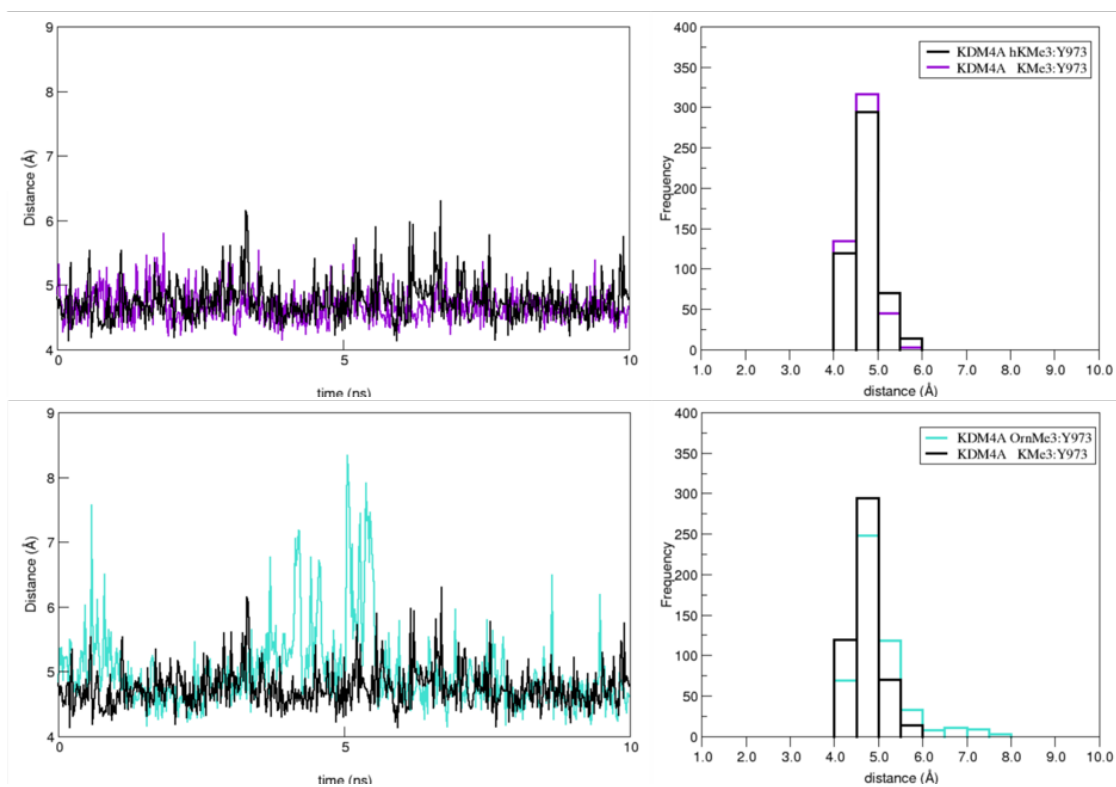 9
8
7
6
5
4
Distance (Å)
0
5
10
time (ns)
400
350
300
250
200
150
100
50
0
Frequency
KDM4A hKMe3:Y973
KDM4A KMe3:Y973
1.0 2.0 3.0 4.0 5.0 6.0 7.0 8.0 9.0 10.0
distance (Å)
9
8
7
6
5
4
Distance (Å)
0
5
10
time (ns)
400
350
300
250
200
150
100
50
0
Frequency
KDM4A OrnMe3:Y973
KDM4A KMe3:Y973
1.0 2.0 3.0 4.0 5.0 6.0 7.0 8.0 9.0 10.0
distance (Å)